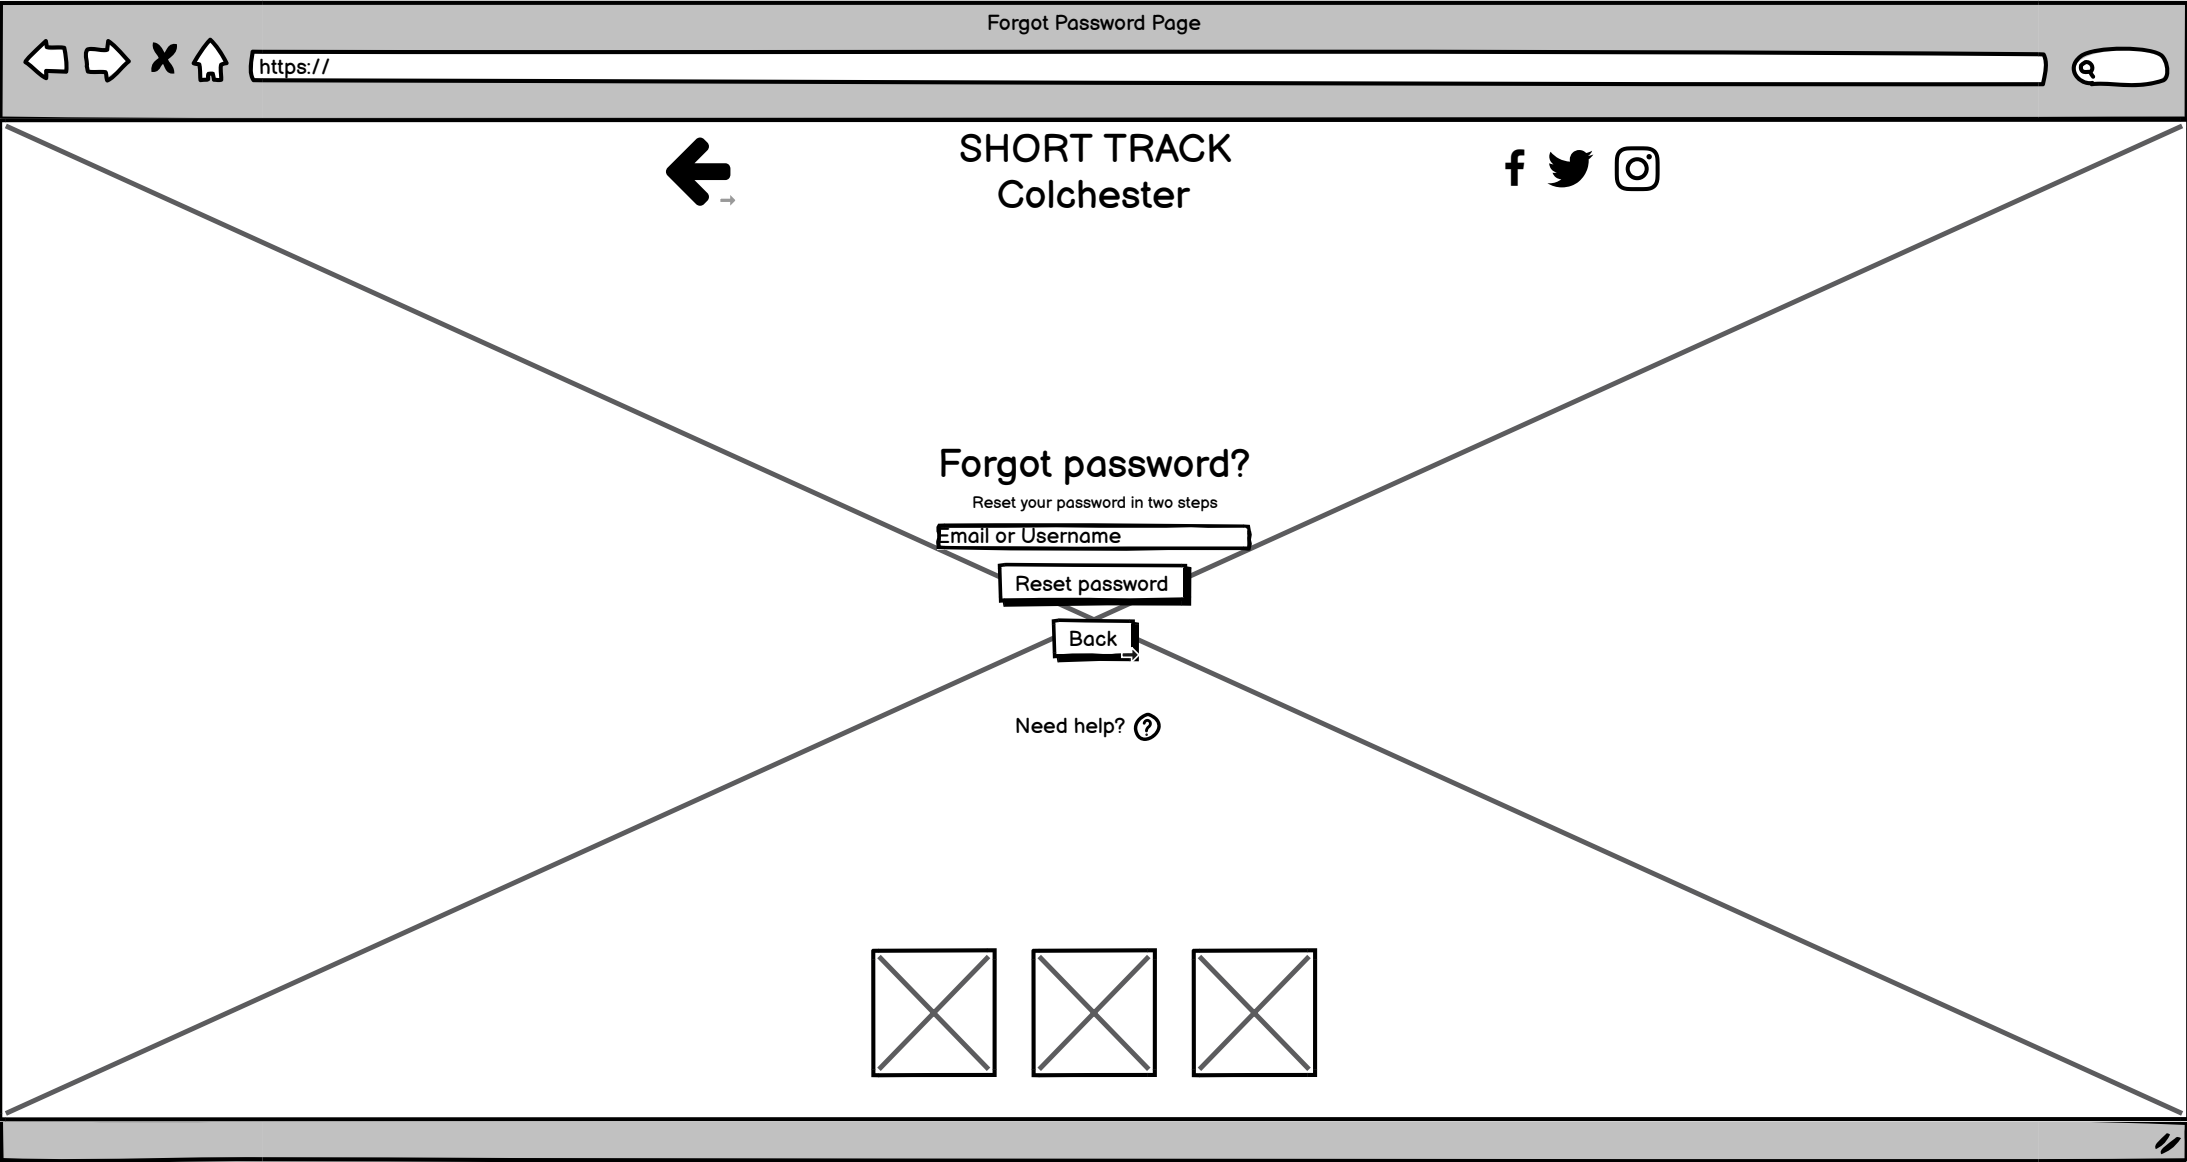 Forgot Password Page
https://
SHORT TRACK
Colchester
Forgot password?
Reset your password in two steps
Email or Username
Reset password
Back
Need help? ?